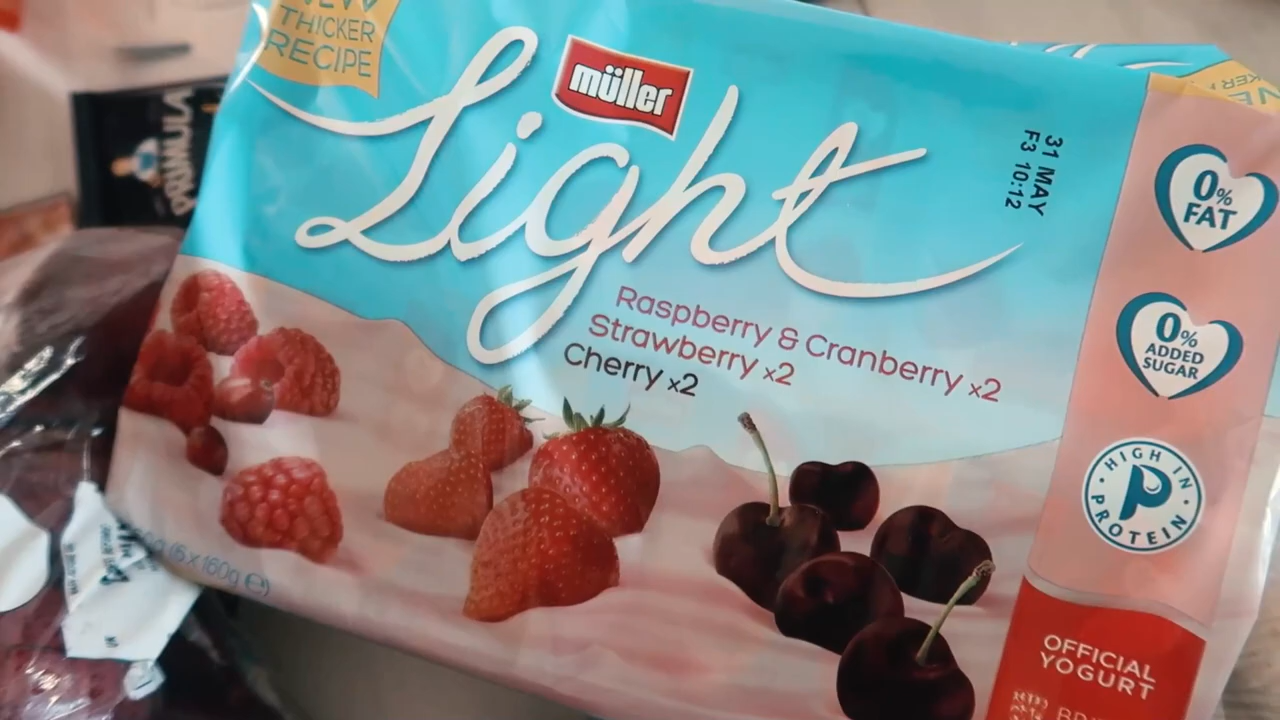 THICKER
RECIPE
müller
Light
31 MAY
F3 10:12
Raspberry & Cranberry x2
Strawberry x2
Cherry x2
0%
FAT
0%
ADDED
SUGAR
HIGH IN
PROTEIN
OFFICIAL
YOGURT
(6 x 160g e)
PRIMULA